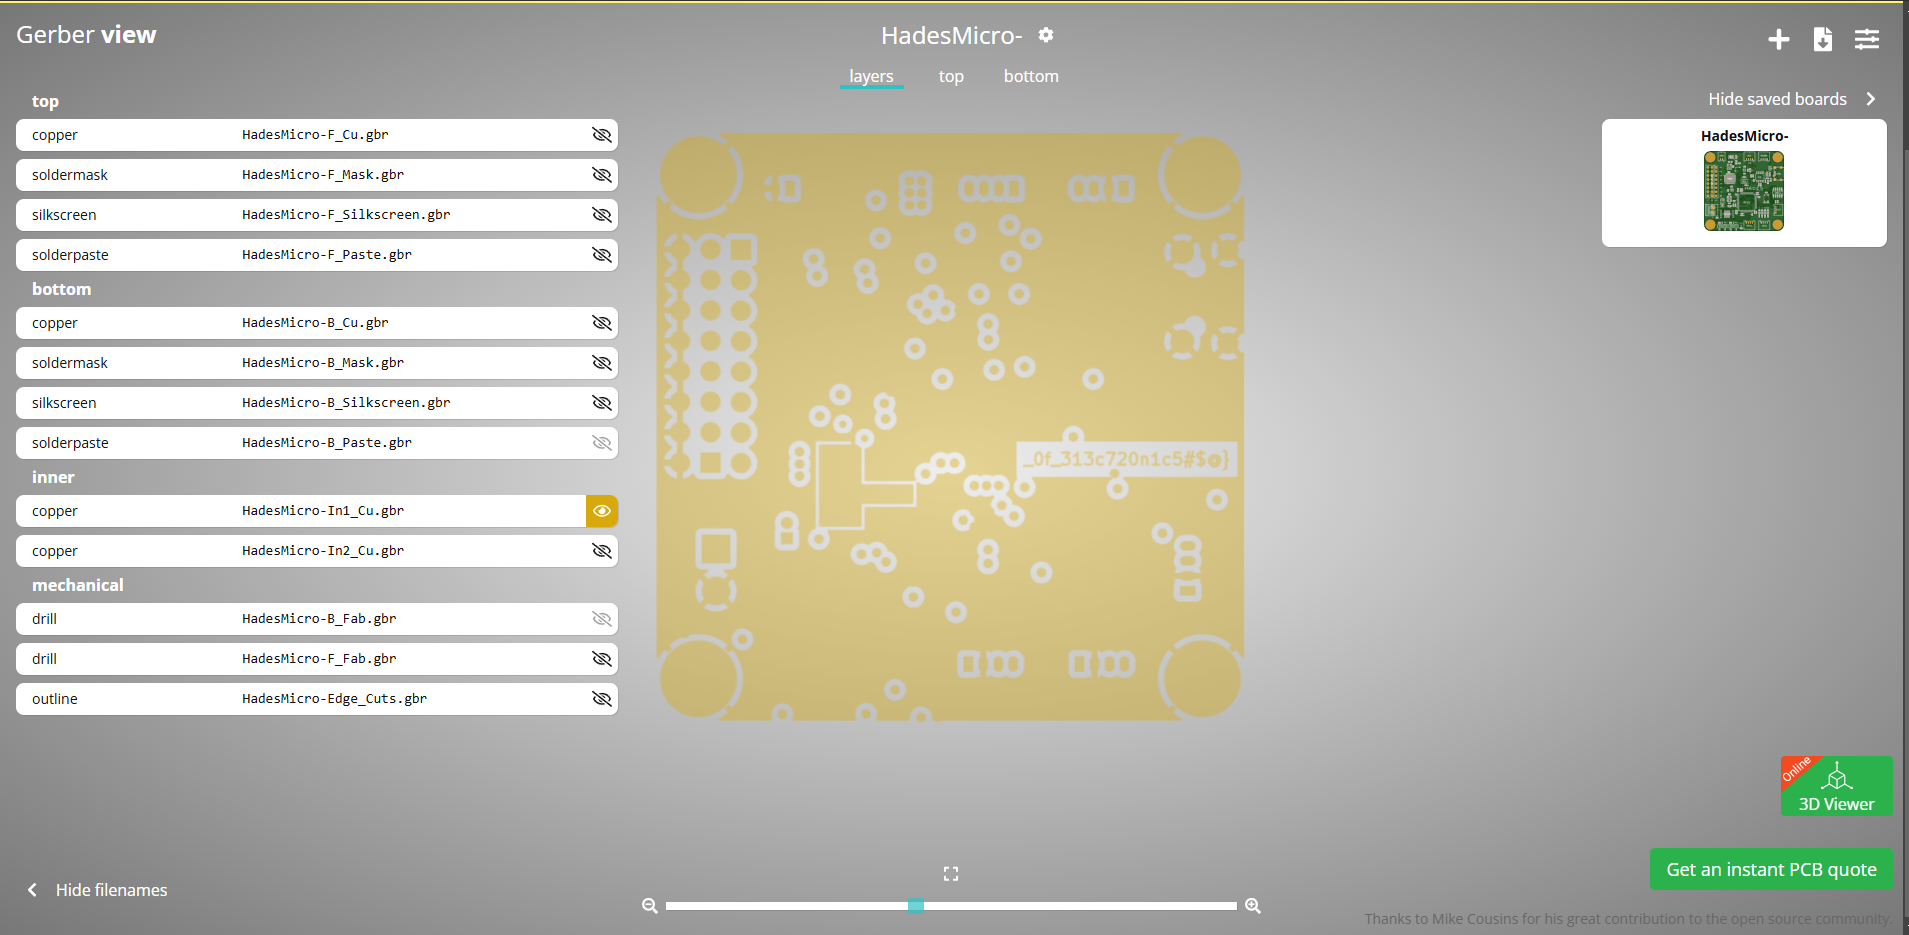 Gerber view
HadesMicro-
layers top bottom
Hide saved boards
HadesMicro-
top
copper HadesMicro-F_Cu.gbr
soldermask HadesMicro-F_Mask.gbr
silkscreen HadesMicro-F_Silkscreen.gbr
solderpaste HadesMicro-F_Paste.gbr
bottom
copper HadesMicro-B_Cu.gbr
soldermask HadesMicro-B_Mask.gbr
silkscreen HadesMicro-B_Silkscreen.gbr
solderpaste HadesMicro-B_Paste.gbr
inner
copper HadesMicro-In1_Cu.gbr
copper HadesMicro-In2_Cu.gbr
mechanical
drill HadesMicro-B_Fab.gbr
drill HadesMicro-F_Fab.gbr
outline HadesMicro-Edge_Cuts.gbr
_0f_313c720n1c5#$@}
Online
3D Viewer
Get an instant PCB quote
Hide filenames
Thanks to Mike Cousins for his great contribution to the open source community.